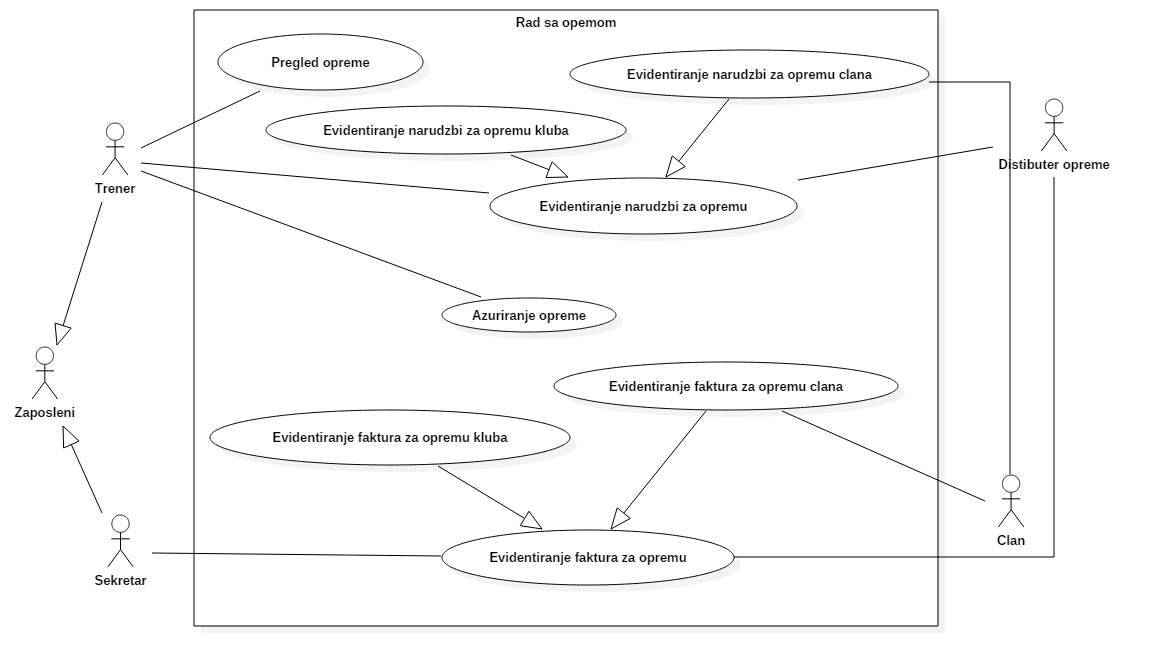 Rad sa opemom
Pregled opreme
Evidentiranje narudzbi za opremu clana
Evidentiranje narudzbi za opremu kluba
Distibuter opreme
Trener
Evidentiranje narudzbi za opremu
Azuriranje opreme
Evidentiranje faktura za opremu clana
Zaposleni
Evidentiranje faktura za opremu kluba
Clan
Evidentiranje faktura za opremu
Sekretar